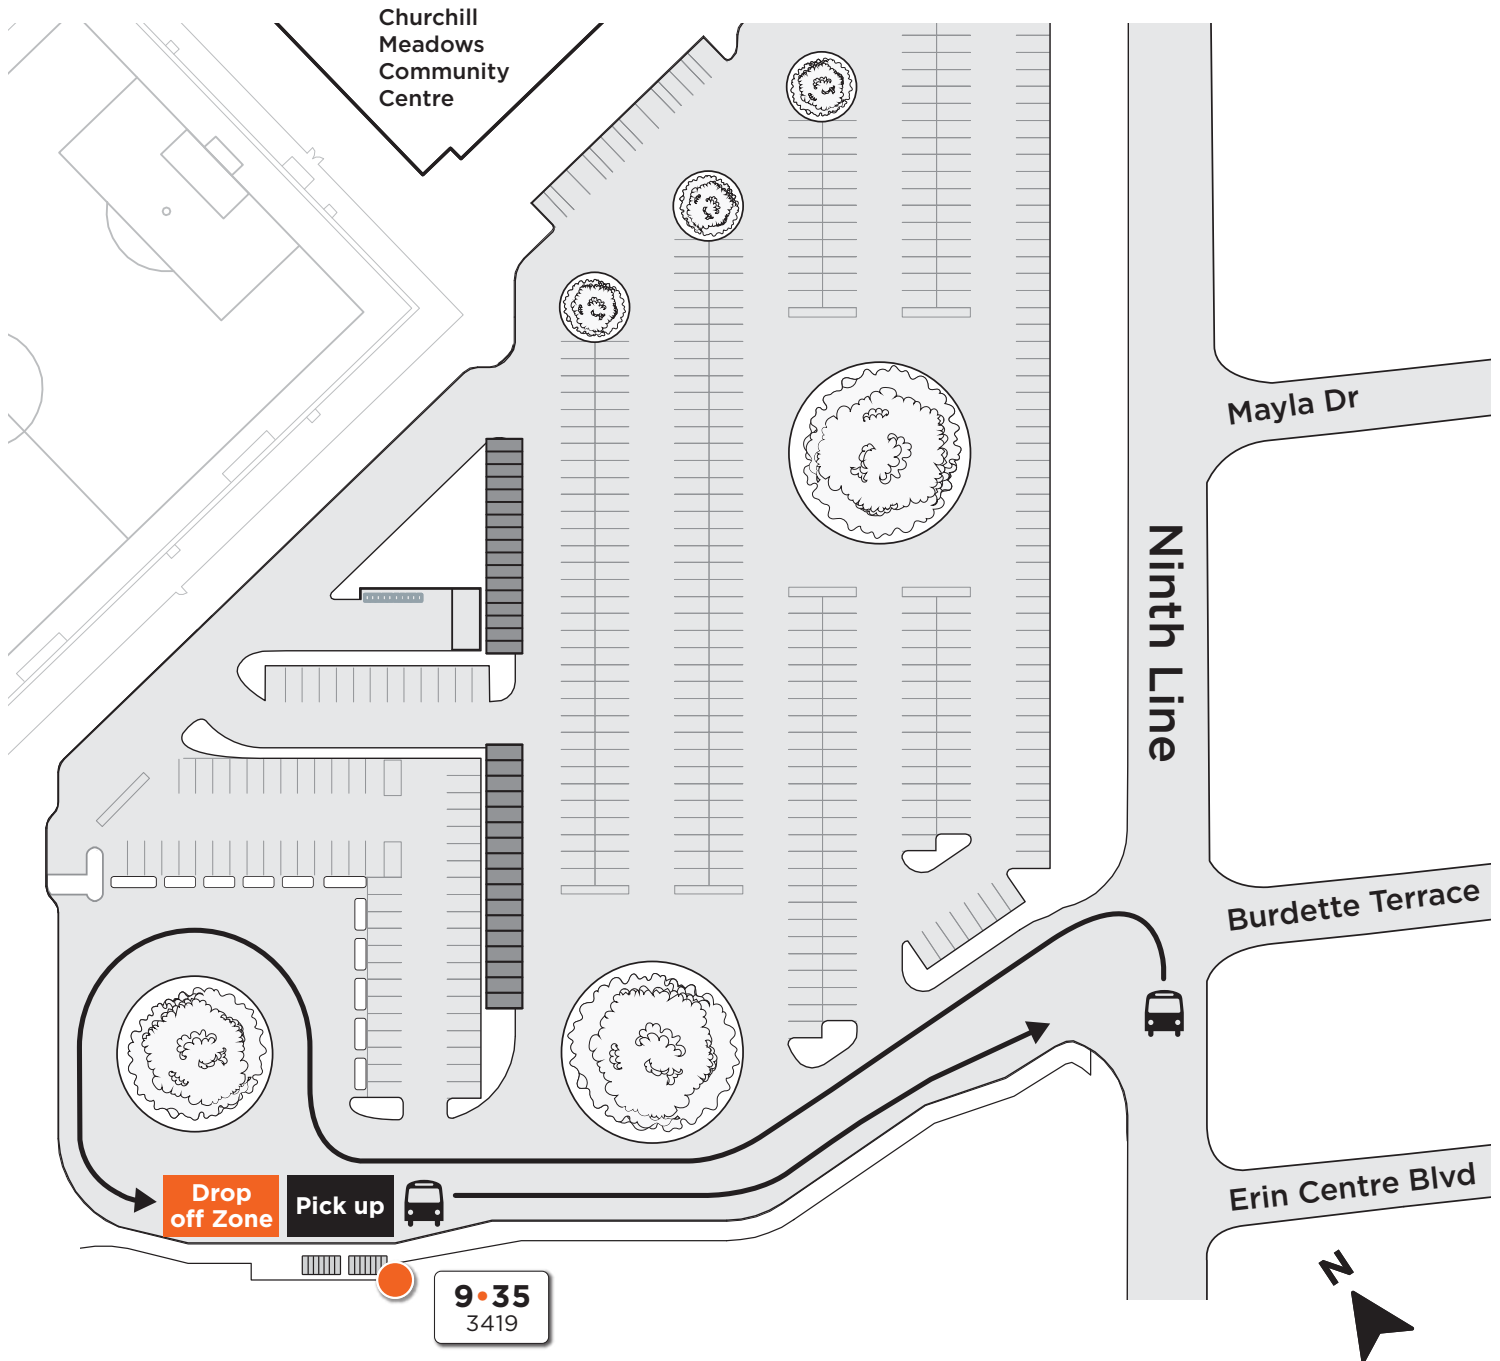 Churchill
Meadows
Community
Centre
Mayla Dr
Ninth Line
Burdette Terrace
Erin Centre Blvd
Drop
off Zone
Pick up
9•35
3419
N